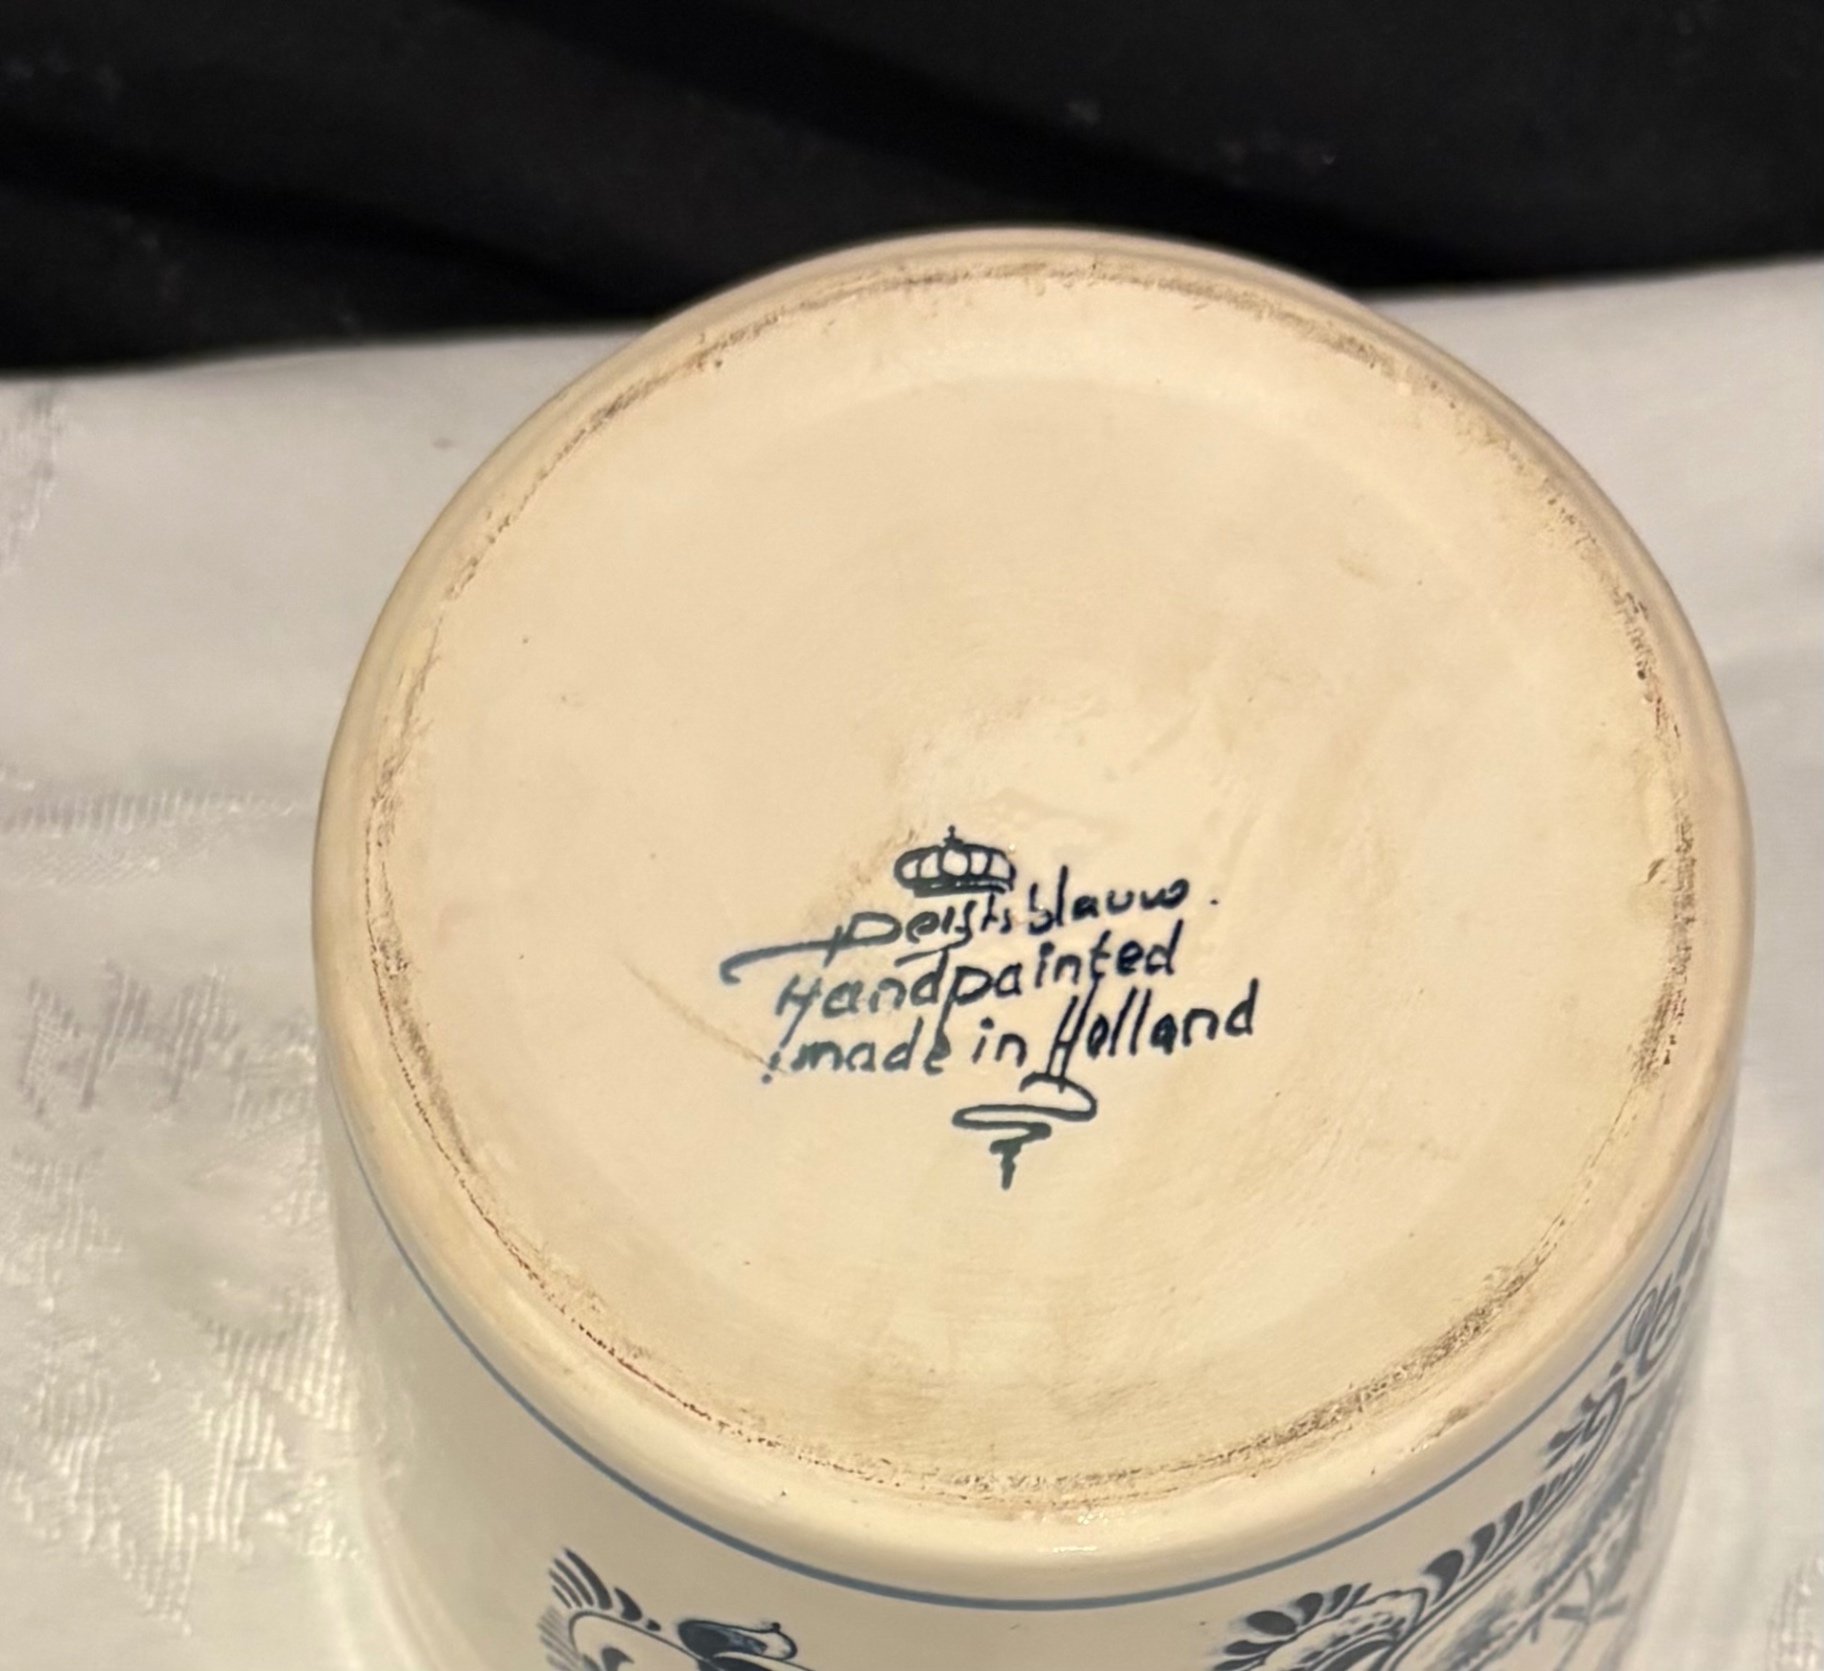 Delfts blauw.
Handpainted
made in Holland